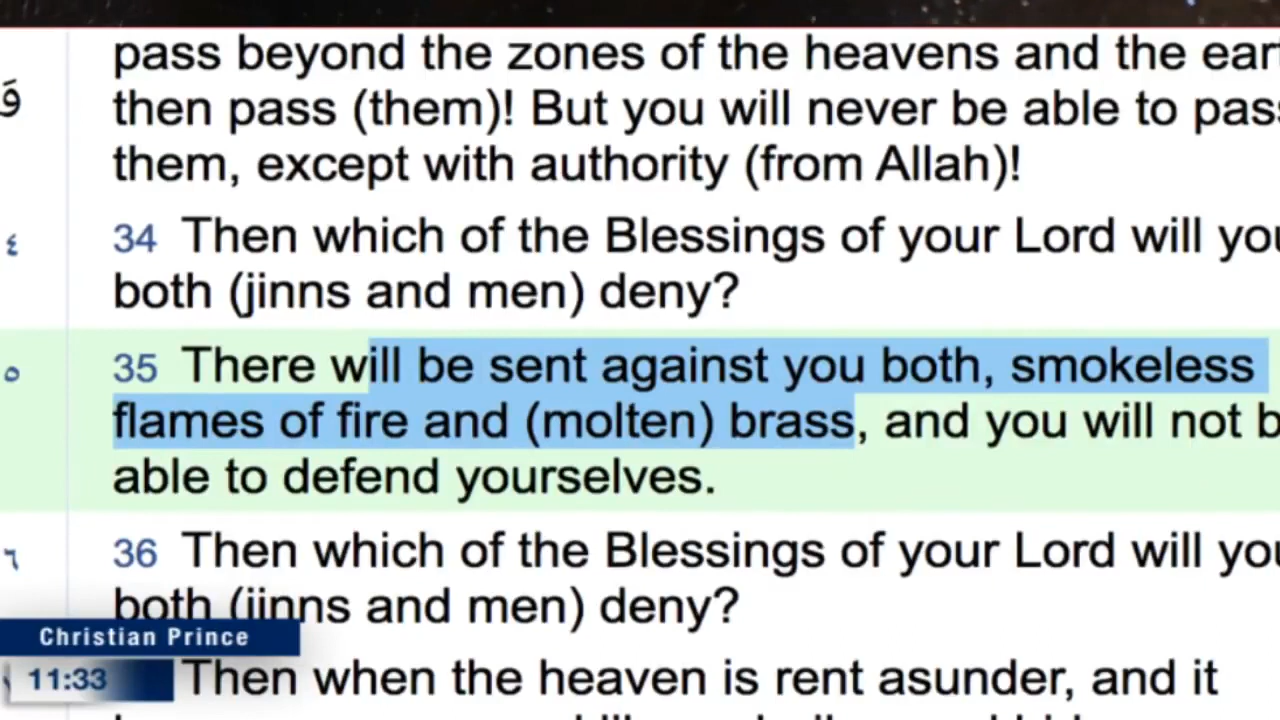 pass beyond the zones of the heavens and the
then pass (them)! But you will never be able to
them, except with authority (from Allah)!
34 Then which of the Blessings of your Lord will
both (jinns and men) deny?
35 There will be sent against you both, smokeless
flames of fire and (molten) brass, and you will not
able to defend yourselves.
36 Then which of the Blessings of your Lord will
both (jinns and men) deny?
Christian Prince
11:33
Then when the heaven is rent asunder, and it